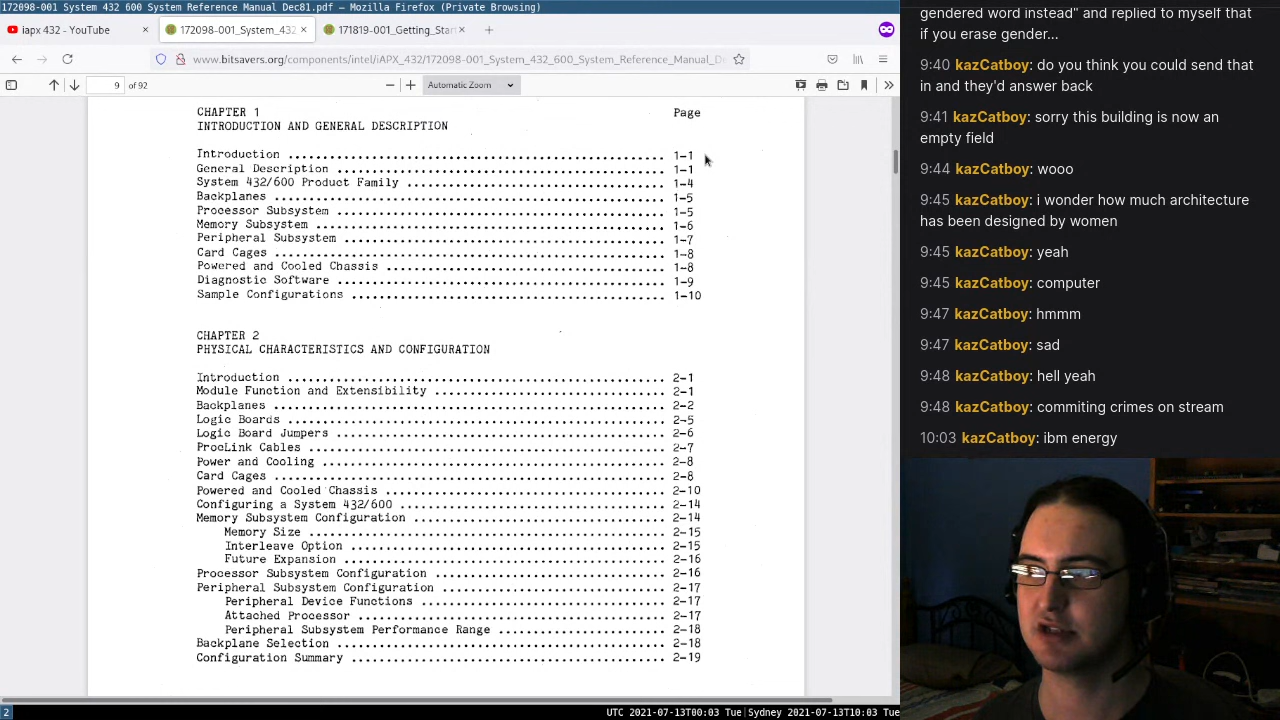 172098-001 System 432 600 System Reference Manual Dec81.pdf - Mozilla Firefox (Private Browsing)
iapx 432 - YouTube
172098-001_System_432
171819-001_Getting_Star
www.bitsavers.org/components/intel/iAPX_432/172098-001_System_432_600_System_Reference_Manual_D
9 of 92
Automatic Zoom
CHAPTER 1 Page
INTRODUCTION AND GENERAL DESCRIPTION
Introduction 1-1
General Description 1-1
System 432/600 Product Family 1-4
Backplanes 1-5
Processor Subsystem 1-5
Memory Subsystem 1-6
Peripheral Subsystem 1-7
Card Cages 1-8
Powered and Cooled Chassis 1-8
Diagnostic Software 1-9
Sample Configurations 1-10
CHAPTER 2
PHYSICAL CHARACTERISTICS AND CONFIGURATION
Introduction 2-1
Module Function and Extensibility 2-1
Backplanes 2-2
Logic Boards 2-5
Logic Board Jumpers 2-6
ProcLink Cables 2-7
Power and Cooling 2-8
Card Cages 2-8
Powered and Cooled Chassis 2-10
Configuring a System 432/600 2-14
Memory Subsystem Configuration 2-14
Memory Size 2-15
Interleave Option 2-15
Future Expansion 2-16
Processor Subsystem Configuration 2-16
Peripheral Subsystem Configuration 2-17
Peripheral Device Functions 2-17
Attached Processor 2-17
Peripheral Subsystem Performance Range 2-18
Backplane Selection 2-18
Configuration Summary 2-19
2
UTC 2021-07-13T00:03 Tue Sydney 2021-07-13T10:03 Tue
gendered word instead" and replied to myself that
if you erase gender...
9:40 kazCatboy: do you think you could send that
in and they'd answer back
9:41 kazCatboy: sorry this building is now an
empty field
9:44 kazCatboy: wooo
9:45 kazCatboy: i wonder how much architecture
has been designed by women
9:45 kazCatboy: yeah
9:45 kazCatboy: computer
9:47 kazCatboy: hmmm
9:47 kazCatboy: sad
9:48 kazCatboy: hell yeah
9:48 kazCatboy: commiting crimes on stream
10:03 kazCatboy: ibm energy